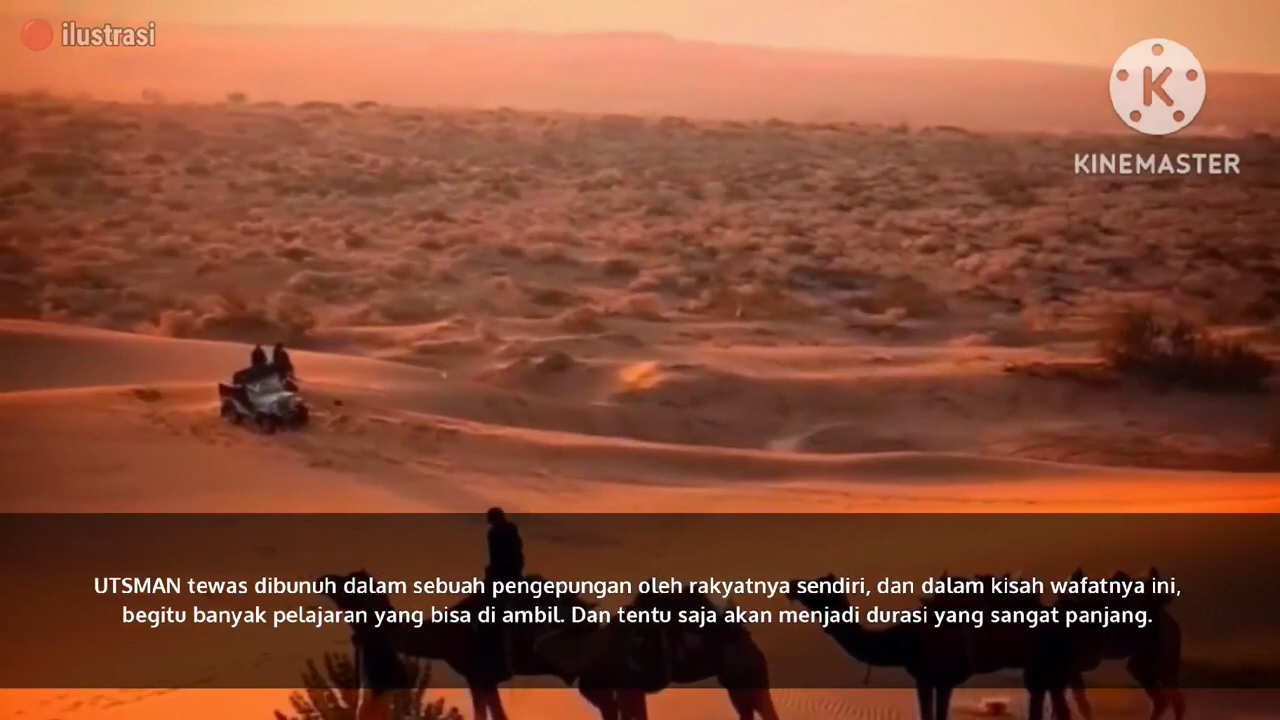 ilustrasi
KINEMASTER
UTSMAN tewas dibunuh dalam sebuah pengepungan oleh rakyatnya sendiri, dan dalam kisah wafatnya ini,
begitu banyak pelajaran yang bisa di ambil. Dan tentu saja akan menjadi durasi yang sangat panjang.